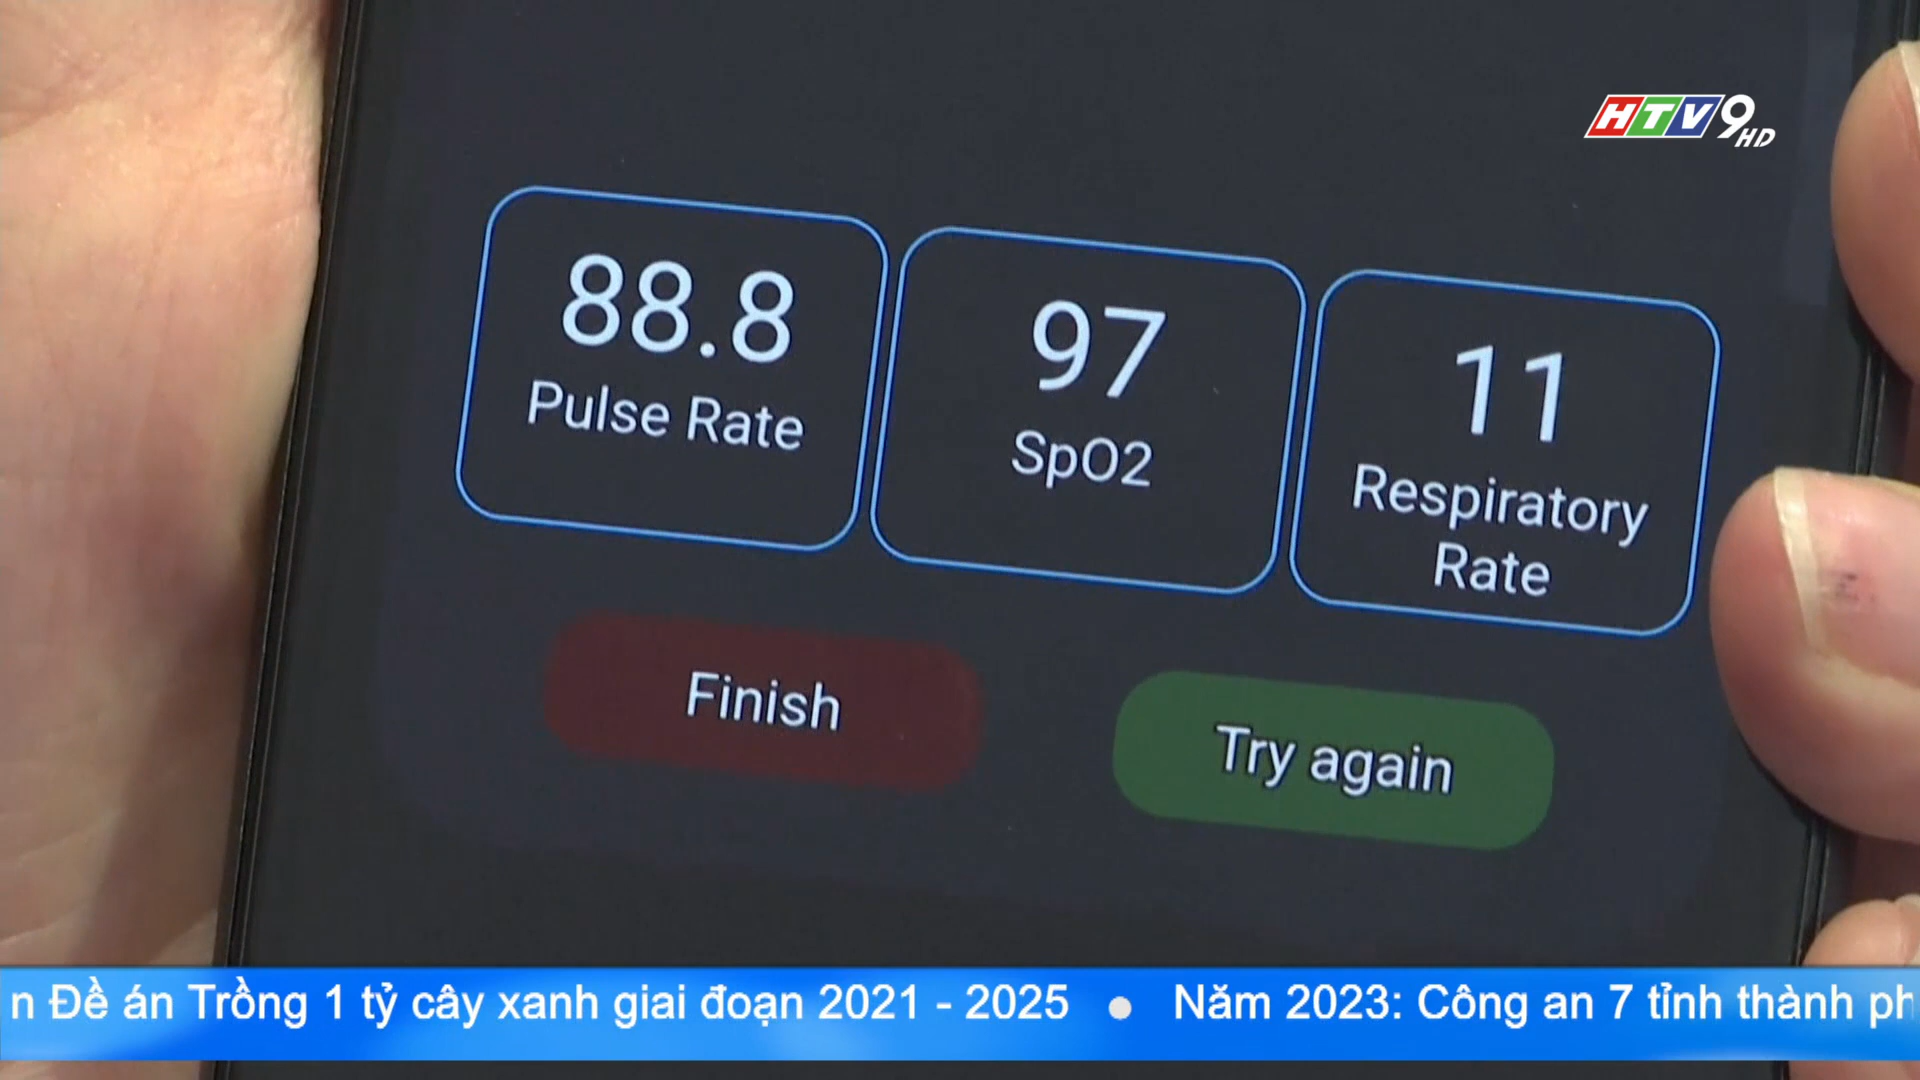 HTV9 HD
88.8
Pulse Rate
97
SpO2
11
Respiratory
Rate
Finish
Try again
n Đề án Trồng 1 tỷ cây xanh giai đoạn 2021 - 2025 ● Năm 2023: Công an 7 tỉnh thành ph